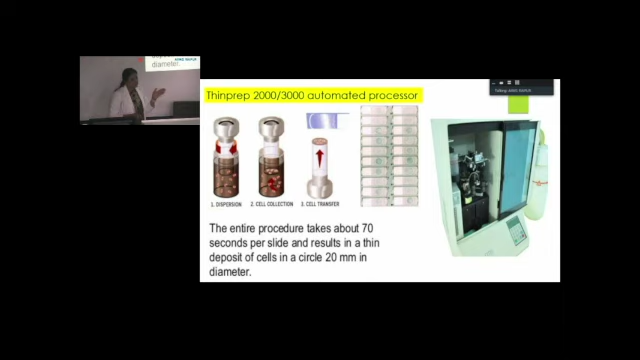 diameter.
Thinprep 2000/3000 automated processor
1. DISPERSION
2. CELL COLLECTION
3. CELL TRANSFER
The entire procedure takes about 70
seconds per slide and results in a thin
deposit of cells in a circle 20 mm in
diameter.